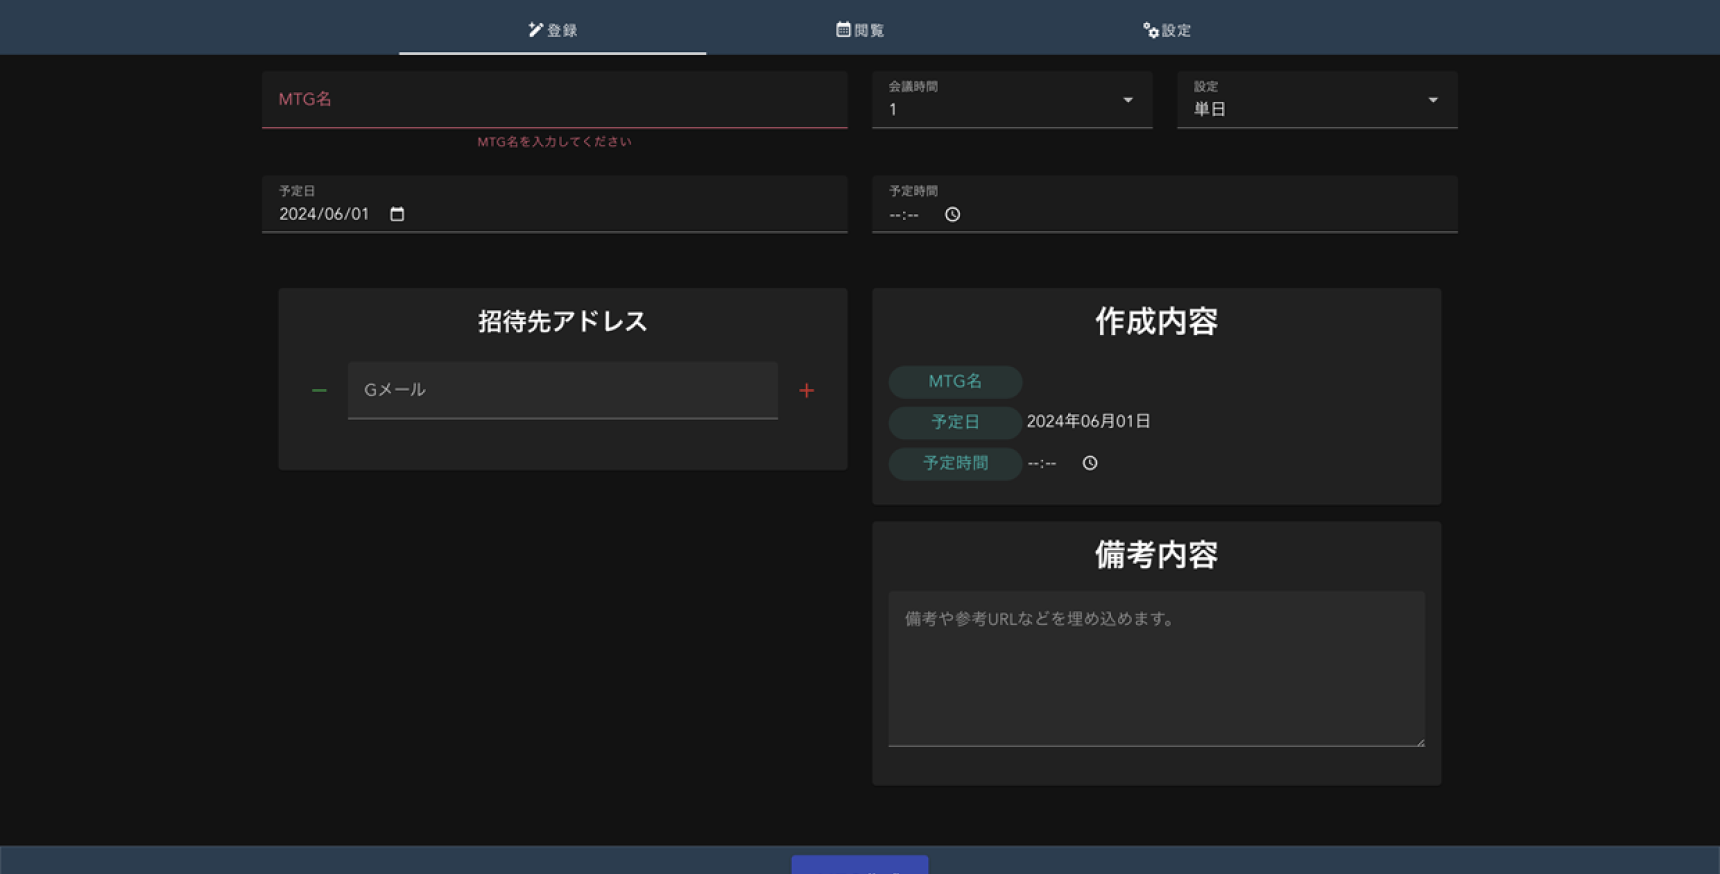 登録
閲覧
設定
MTG名
MTG名を入力してください
会議時間
1
設定
単日
予定日
2024/06/01
予定時間
--:--
招待先アドレス
Gメール
作成内容
MTG名
予定日 2024年06月01日
予定時間 --:--
備考内容
備考や参考URLなどを埋め込めます。